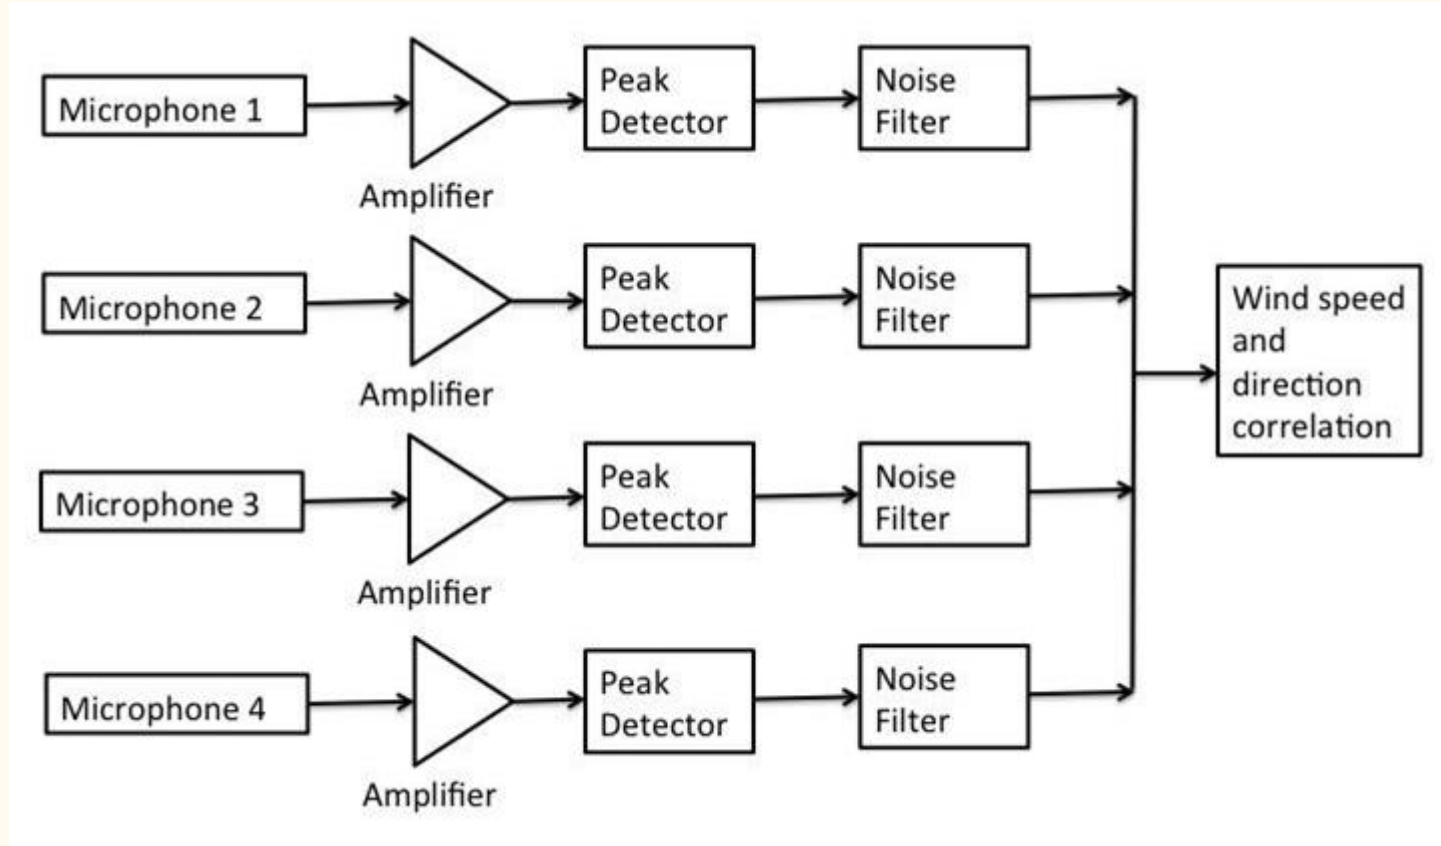 Microphone 1
Amplifier
Peak
Detector
Noise
Filter
Microphone 2
Amplifier
Peak
Detector
Noise
Filter
Microphone 3
Amplifier
Peak
Detector
Noise
Filter
Microphone 4
Amplifier
Peak
Detector
Noise
Filter
Wind speed
and
direction
correlation